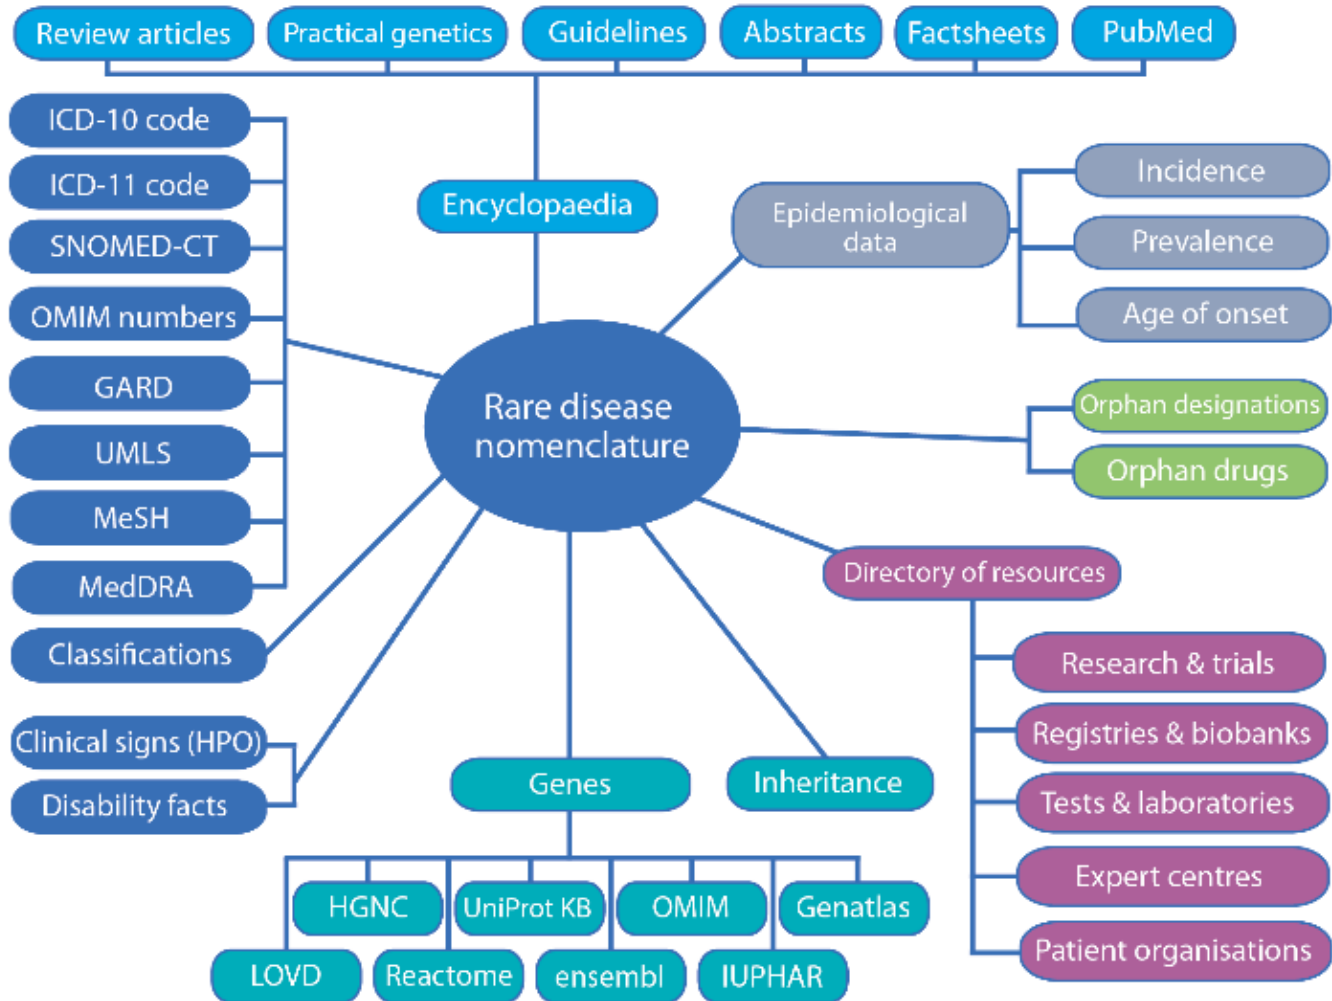 Review articles
Practical genetics
Guidelines
Abstracts
Factsheets
PubMed
ICD-10 code
ICD-11 code
SNOMED-CT
OMIM numbers
GARD
UMLS
MeSH
MedDRA
Classifications
Clinical signs (HPO)
Disability facts
Encyclopaedia
Epidemiological
data
Incidence
Prevalence
Age of onset
Rare disease
nomenclature
Orphan designations
Orphan drugs
Directory of resources
Research & trials
Registries & biobanks
Tests & laboratories
Expert centres
Patient organisations
Genes
Inheritance
HGNC
UniProt KB
OMIM
Genatlas
LOVD
Reactome
ensembl
IUPHAR